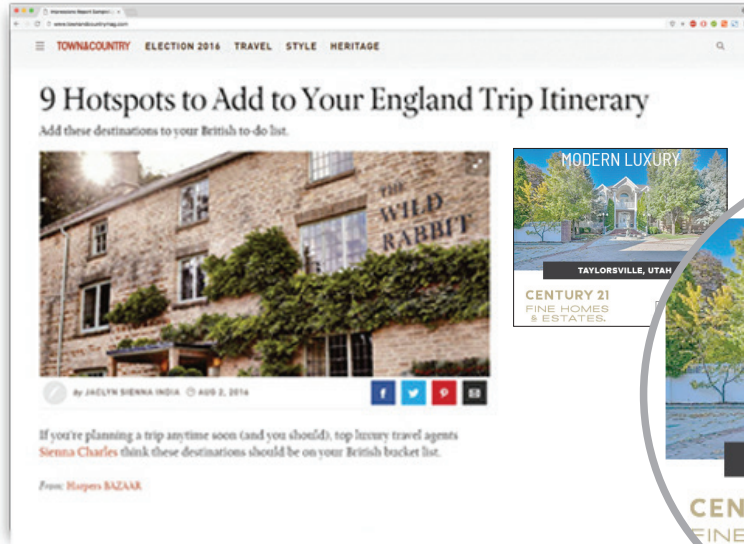 www.townandcountrymag.com
TOWN&COUNTRY ELECTION 2016 TRAVEL STYLE HERITAGE
9 Hotspots to Add to Your England Trip Itinerary
Add these destinations to your British to-do list.
THE
WILD
RABBIT
by JACLYN SIENNA INDIA AUG 2, 2016
If you're planning a trip anytime soon (and you should), top luxury travel agents
Sienna Charles think these destinations should be on your British bucket list.
From: Harpers BAZAAR
MODERN LUXURY
TAYLORSVILLE, UTAH
CENTURY 21
FINE HOMES
& ESTATES.
CEN
FINE